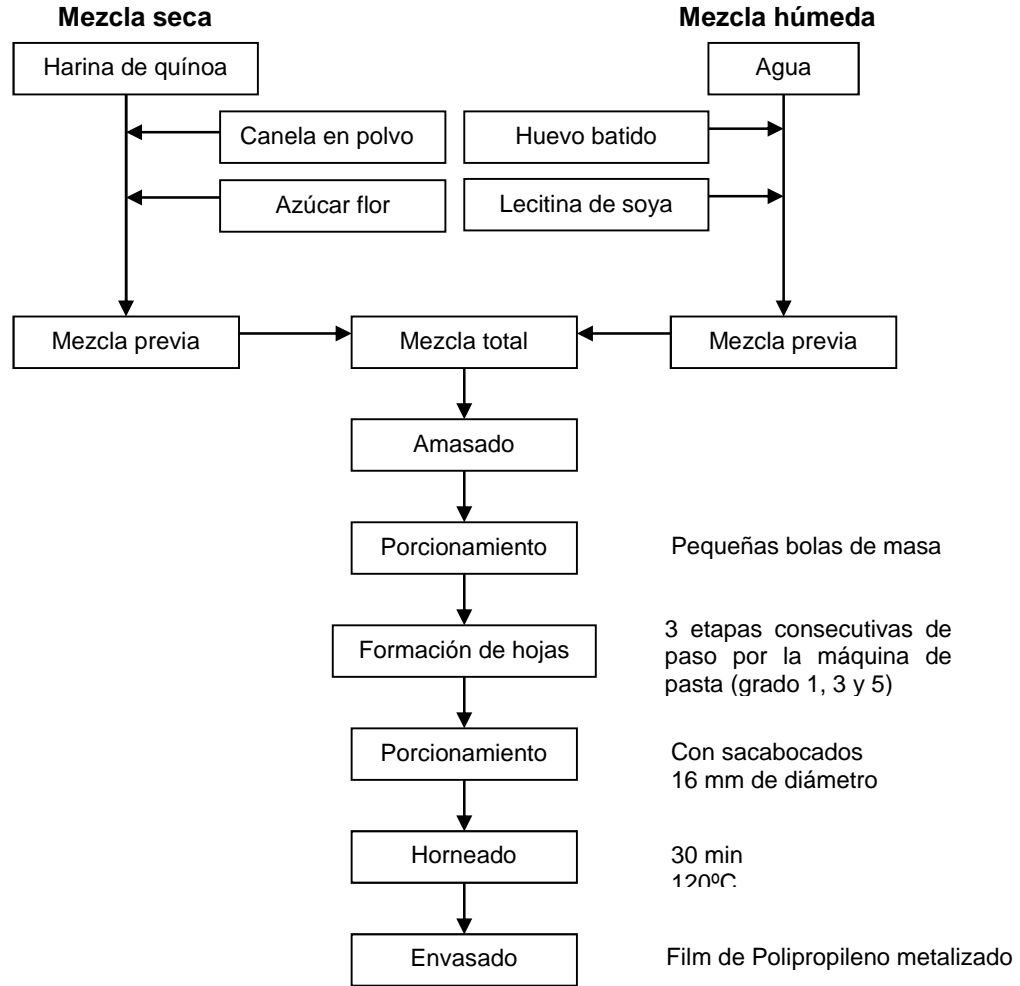 Mezcla seca
Mezcla húmeda
Harina de quínoa
Agua
Canela en polvo
Huevo batido
Azúcar flor
Lecitina de soya
Mezcla previa
Mezcla total
Mezcla previa
Amasado
Porcionamiento
Pequeñas bolas de masa
Formación de hojas
3 etapas consecutivas de
paso por la máquina de
pasta (grado 1, 3 y 5)
Porcionamiento
Con sacabocados
16 mm de diámetro
Horneado
30 min
120ºC
Envasado
Film de Polipropileno metalizado